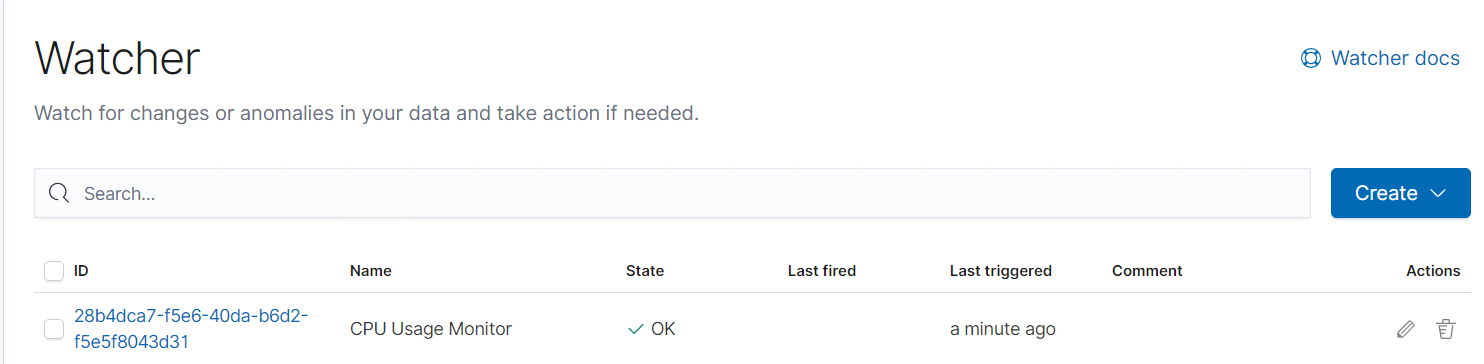 Watcher
Watcher docs
Watch for changes or anomalies in your data and take action if needed.
Search...
Create
ID Name State Last fired Last triggered Comment Actions
28b4dca7-f5e6-40da-b6d2-
f5e5f8043d31
CPU Usage Monitor OK a minute ago